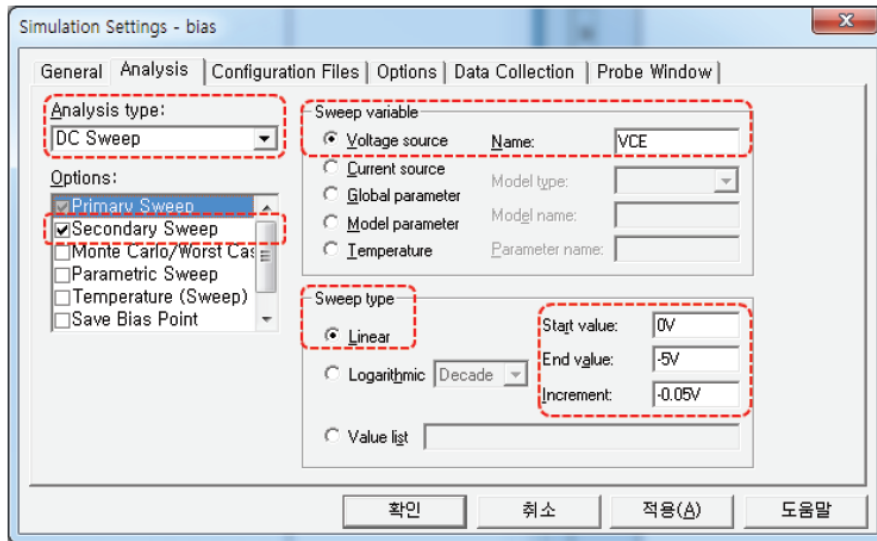 Simulation Settings - bias
General Analysis Configuration Files Options Data Collection Probe Window
Analysis type:
DC Sweep
Options:
Primary Sweep
Secondary Sweep
Monte Carlo/Worst Cas
Parametric Sweep
Temperature (Sweep)
Save Bias Point
Sweep variable
Voltage source Name: VCE
Current source
Global parameter Model type:
Model parameter Model name:
Temperature Parameter name:
Sweep type
Linear
Logarithmic Decade
Value list
Start value: 0V
End value: -5V
Increment: -0.05V
확인 취소 적용(A) 도움말